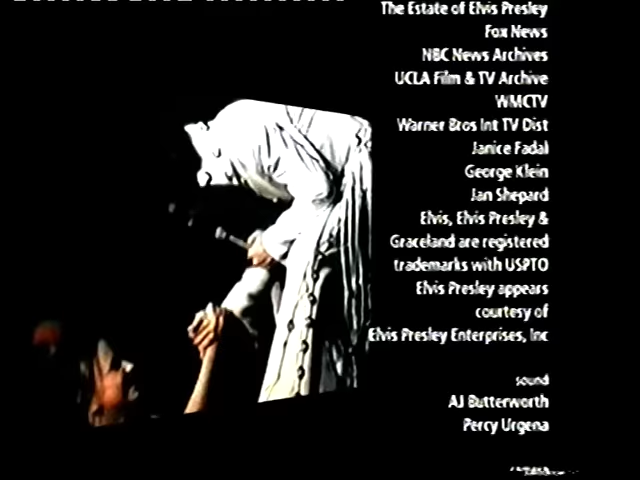 The Estate of Elvis Presley
Fox News
NBC News Archives
UCLA Film & TV Archive
WMCTV
Warner Bros Int TV Dist
Janice Fadal
George Klein
Jan Shepard
Elvis, Elvis Presley &
Graceland are registered
trademarks with USPTO
Elvis Presley appears
courtesy of
Elvis Presley Enterprises, Inc
sound
AJ Butterworth
Percy Urgena